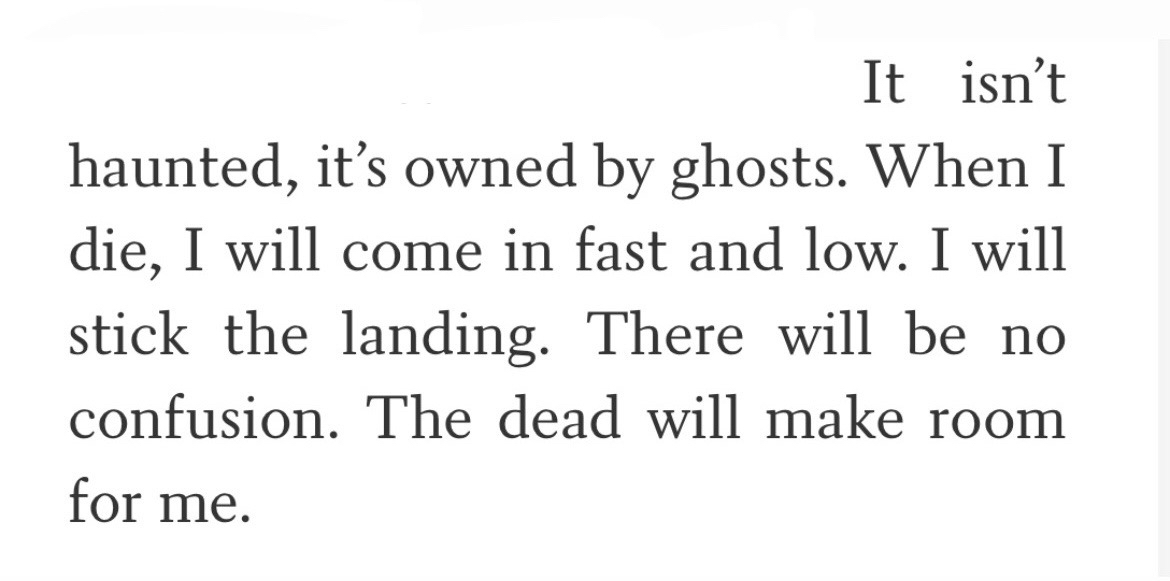 It isn’t
haunted, it’s owned by ghosts. When I
die, I will come in fast and low. I will
stick the landing. There will be no
confusion. The dead will make room
for me.